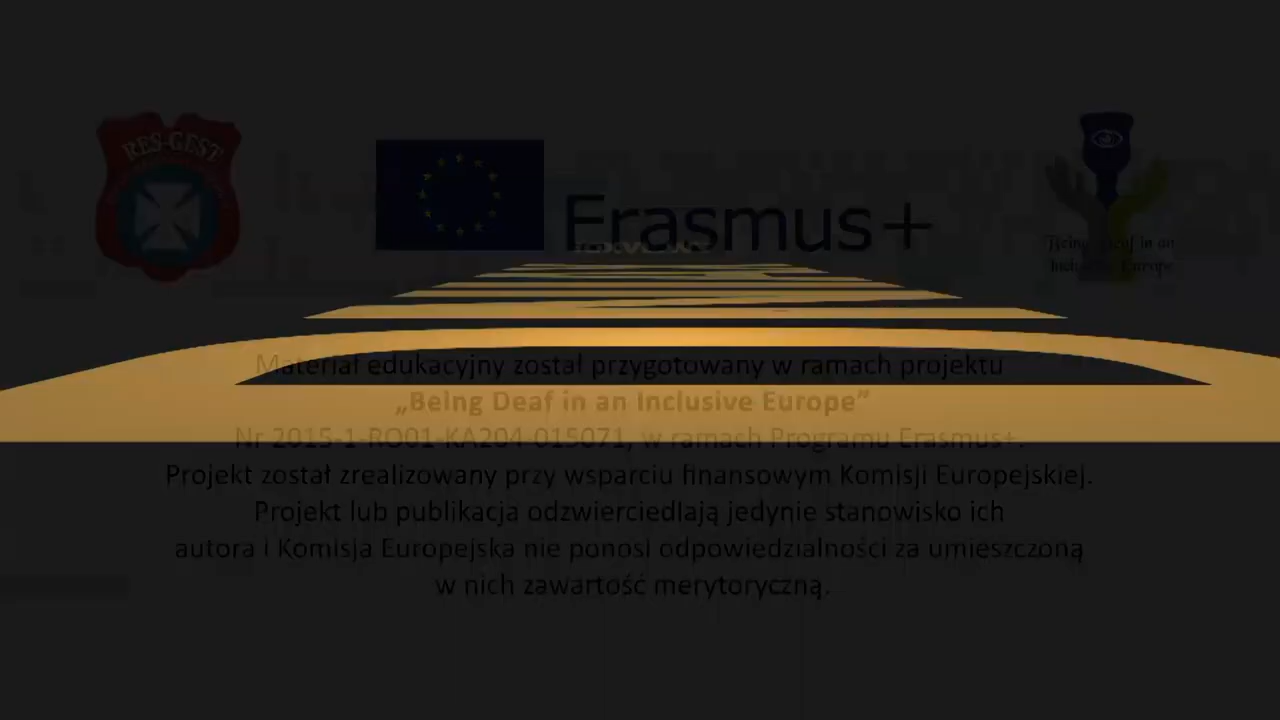 RES-GEST
Erasmus+
Being Deaf in an
Inclusive Europe
Materiał edukacyjny został przygotowany w ramach projektu
„Being Deaf in an Inclusive Europe”
Nr 2015-1-RO01-KA204-015071, w ramach Programu Erasmus+.
Projekt został zrealizowany przy wsparciu finansowym Komisji Europejskiej.
Projekt lub publikacja odzwierciedlają jedynie stanowisko ich
autora i Komisja Europejska nie ponosi odpowiedzialności za umieszczoną
w nich zawartość merytoryczną.